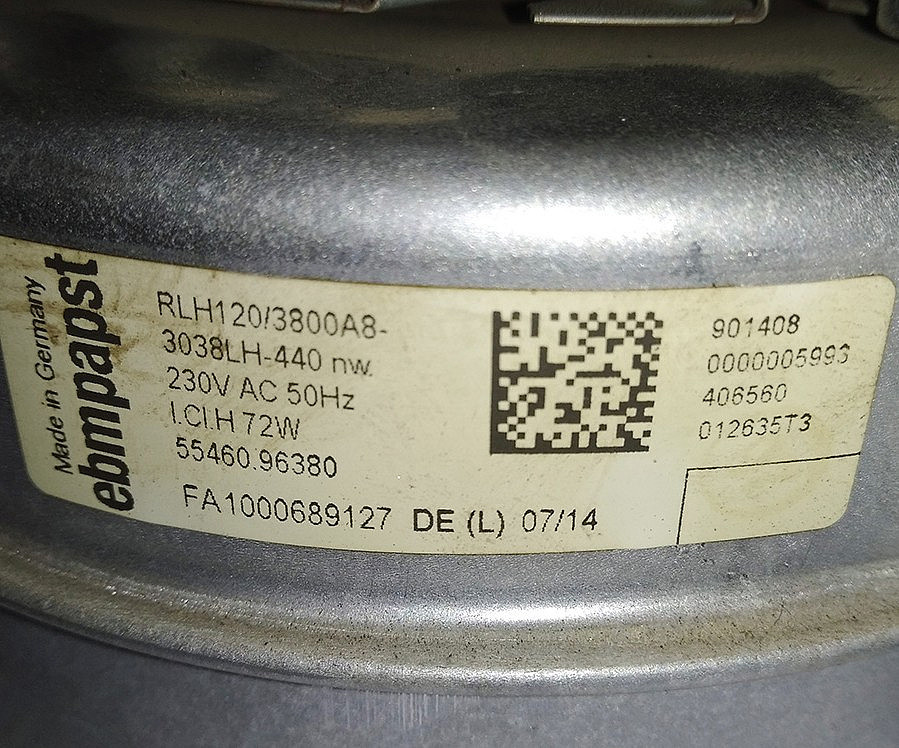 Made in Germany
ebmpapst
RLH120/3800A8-
3038LH-440 nw.
230V AC 50Hz
I.Cl.H 72W
55460.96380
FA1000689127 DE (L) 07/14
901408
0000005993
406560
012635T3